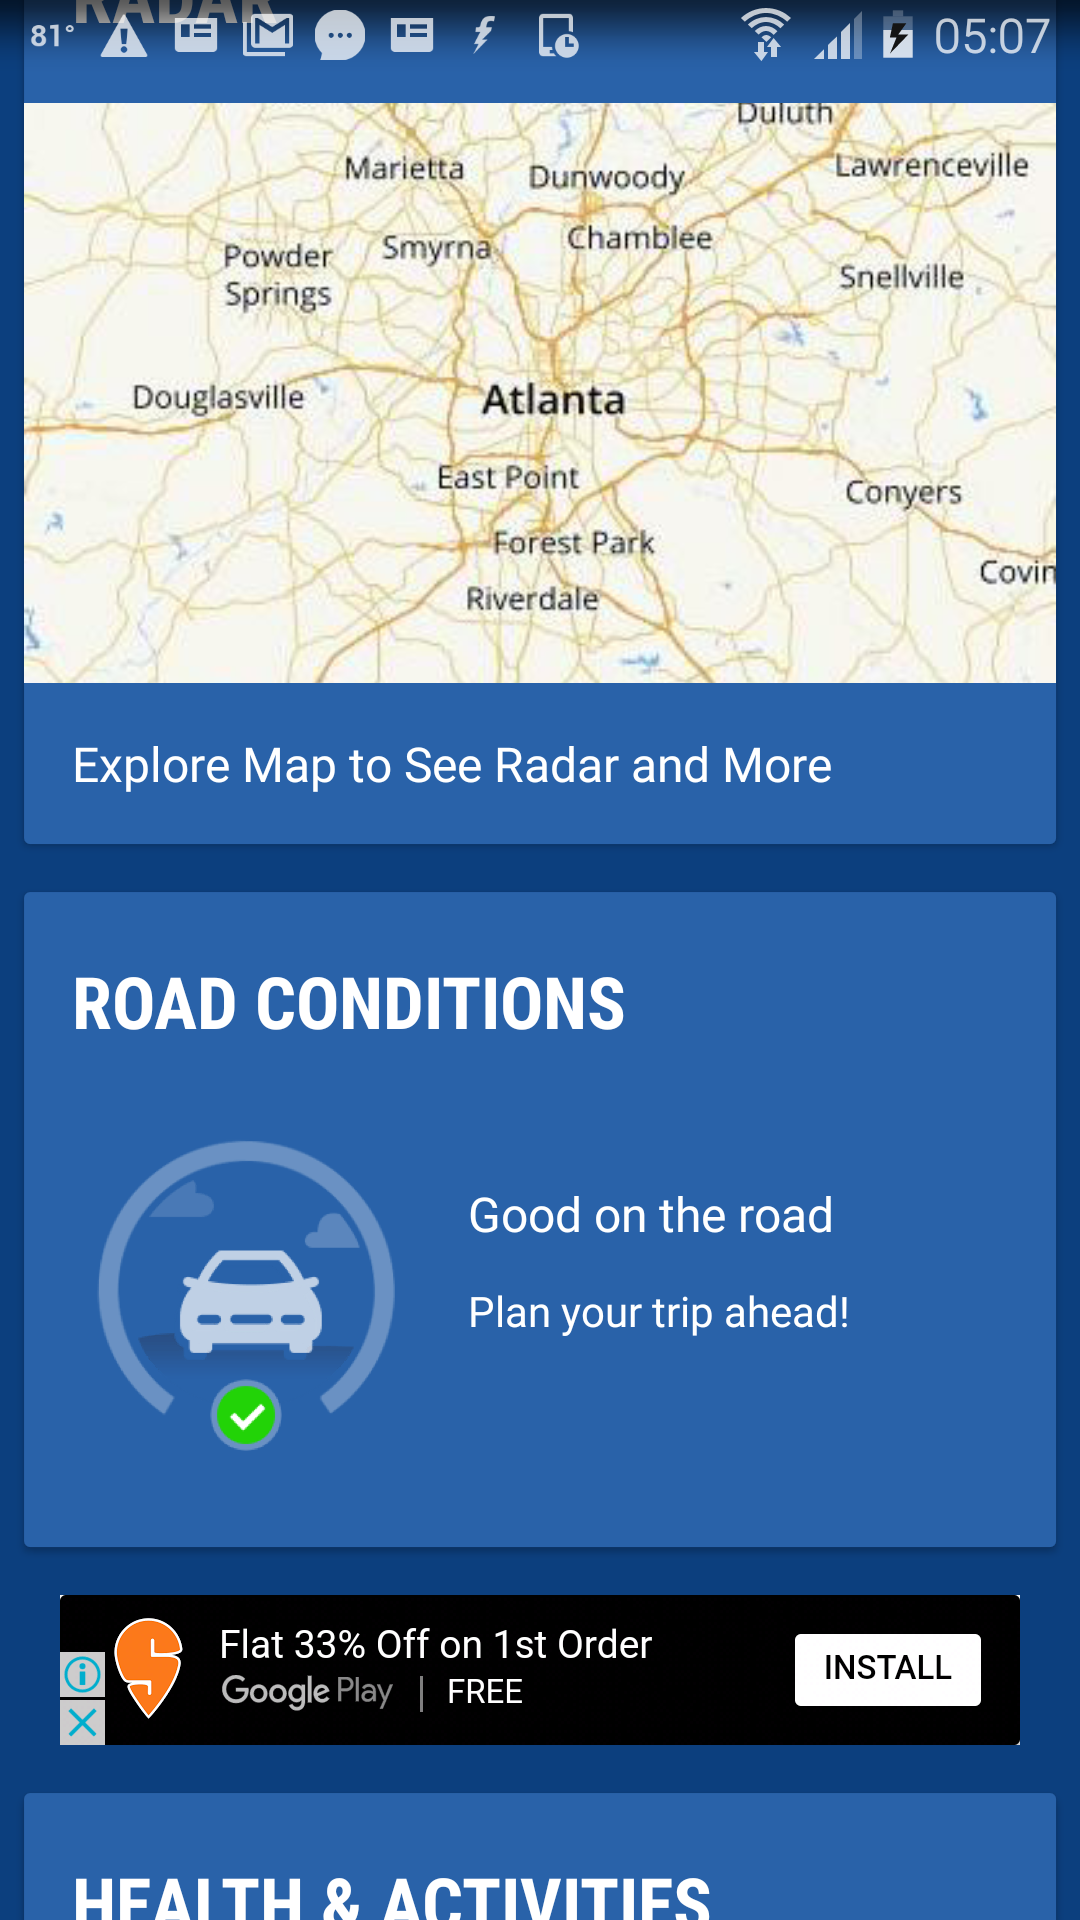 RADAR
81° 05:07
Duluth
Marietta
Dunwoody
Lawrenceville
Smyrna
Chamblee
Powder
Springs
Snellville
Douglasville
Atlanta
East Point
Conyers
Forest Park
Covin
Riverdale
Explore Map to See Radar and More
ROAD CONDITIONS
Good on the road
Plan your trip ahead!
Flat 33% Off on 1st Order
Google Play | FREE
INSTALL
HEALTH & ACTIVITIES